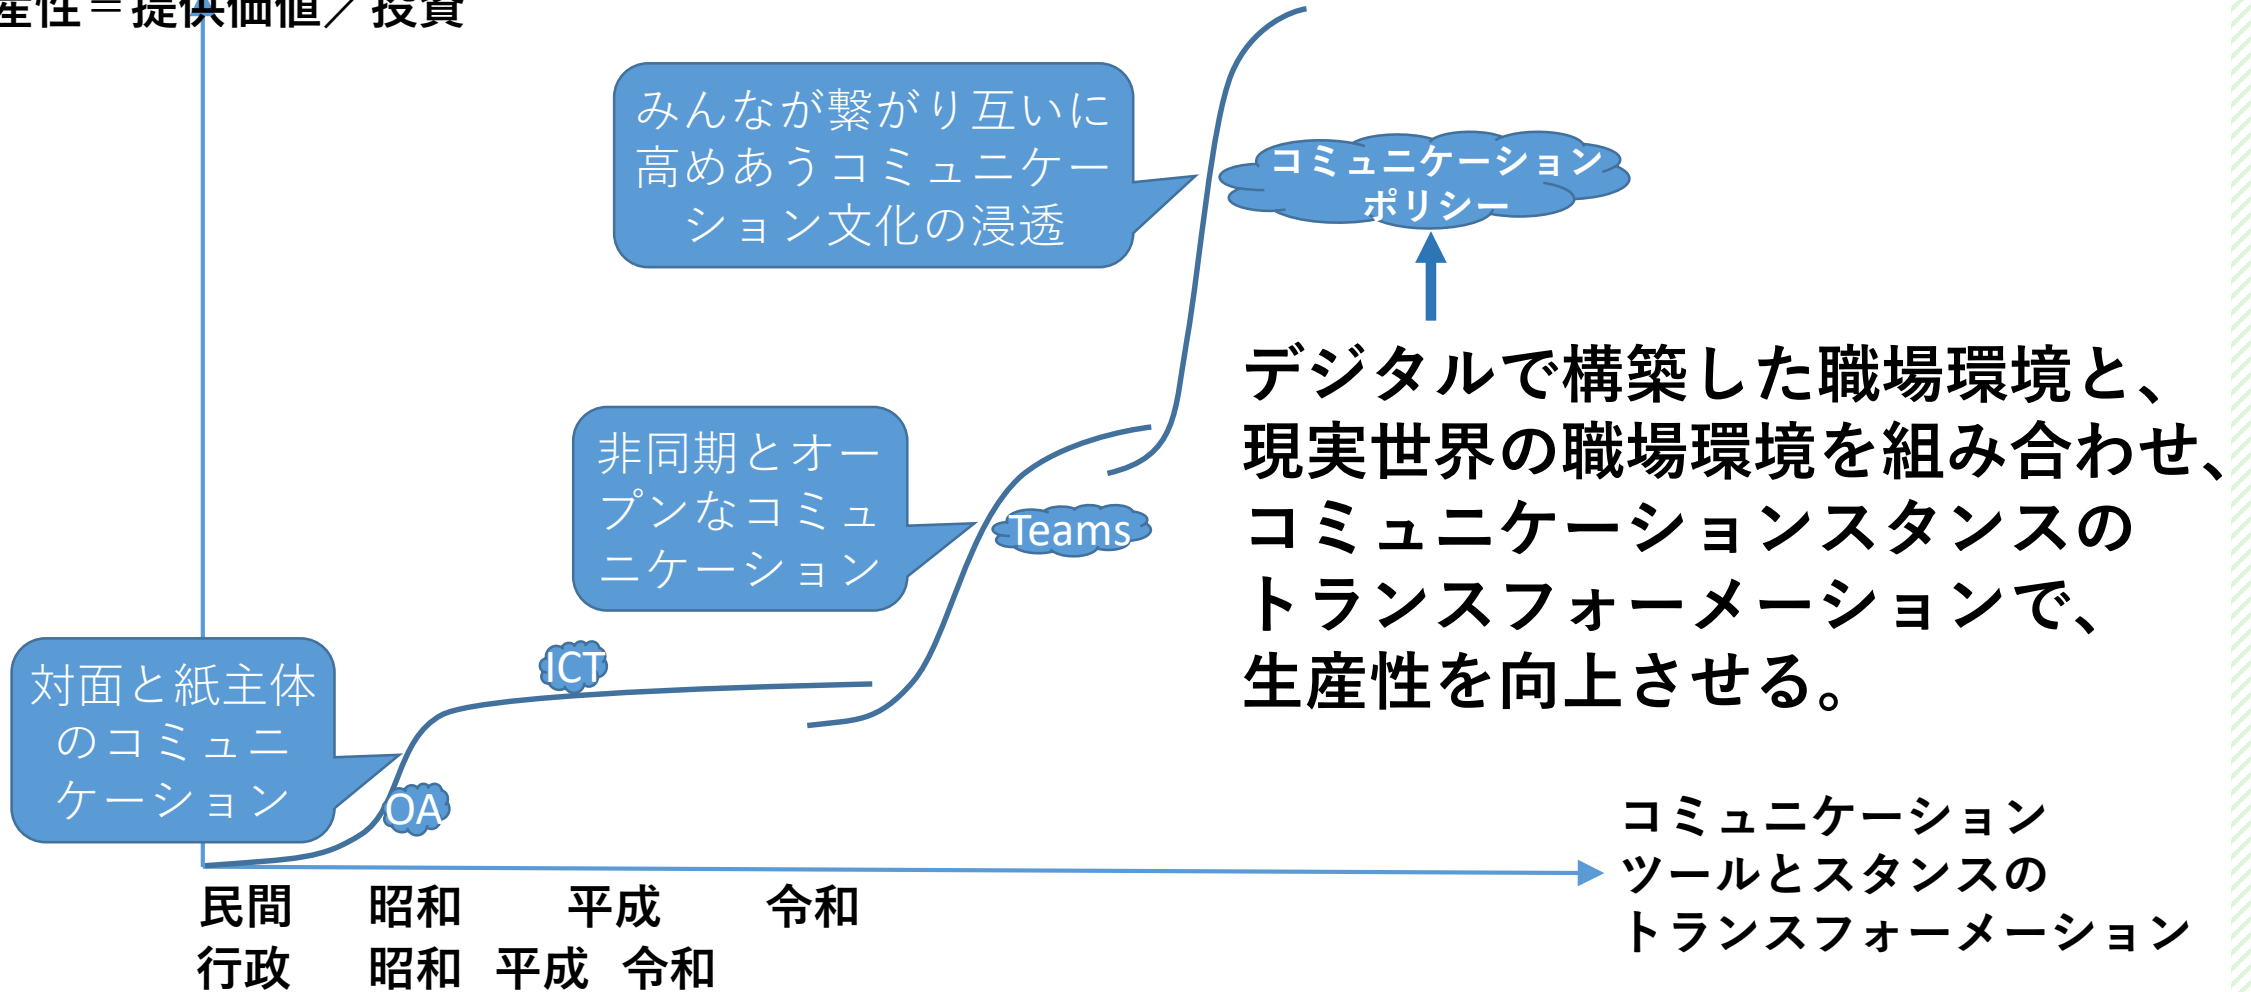 産性＝提供価値／投資
みんなが繋がり互いに
高めあうコミュニケー
ション文化の浸透
コミュニケーション
ポリシー
デジタルで構築した職場環境と、
現実世界の職場環境を組み合わせ、
コミュニケーションスタンスの
トランスフォーメーションで、
生産性を向上させる。
非同期とオー
プンなコミュ
ニケーション
Teams
ICT
対面と紙主体
のコミュニ
ケーション
OA
コミュニケーション
ツールとスタンスの
トランスフォーメーション
民間 昭和 平成 令和
行政 昭和 平成 令和